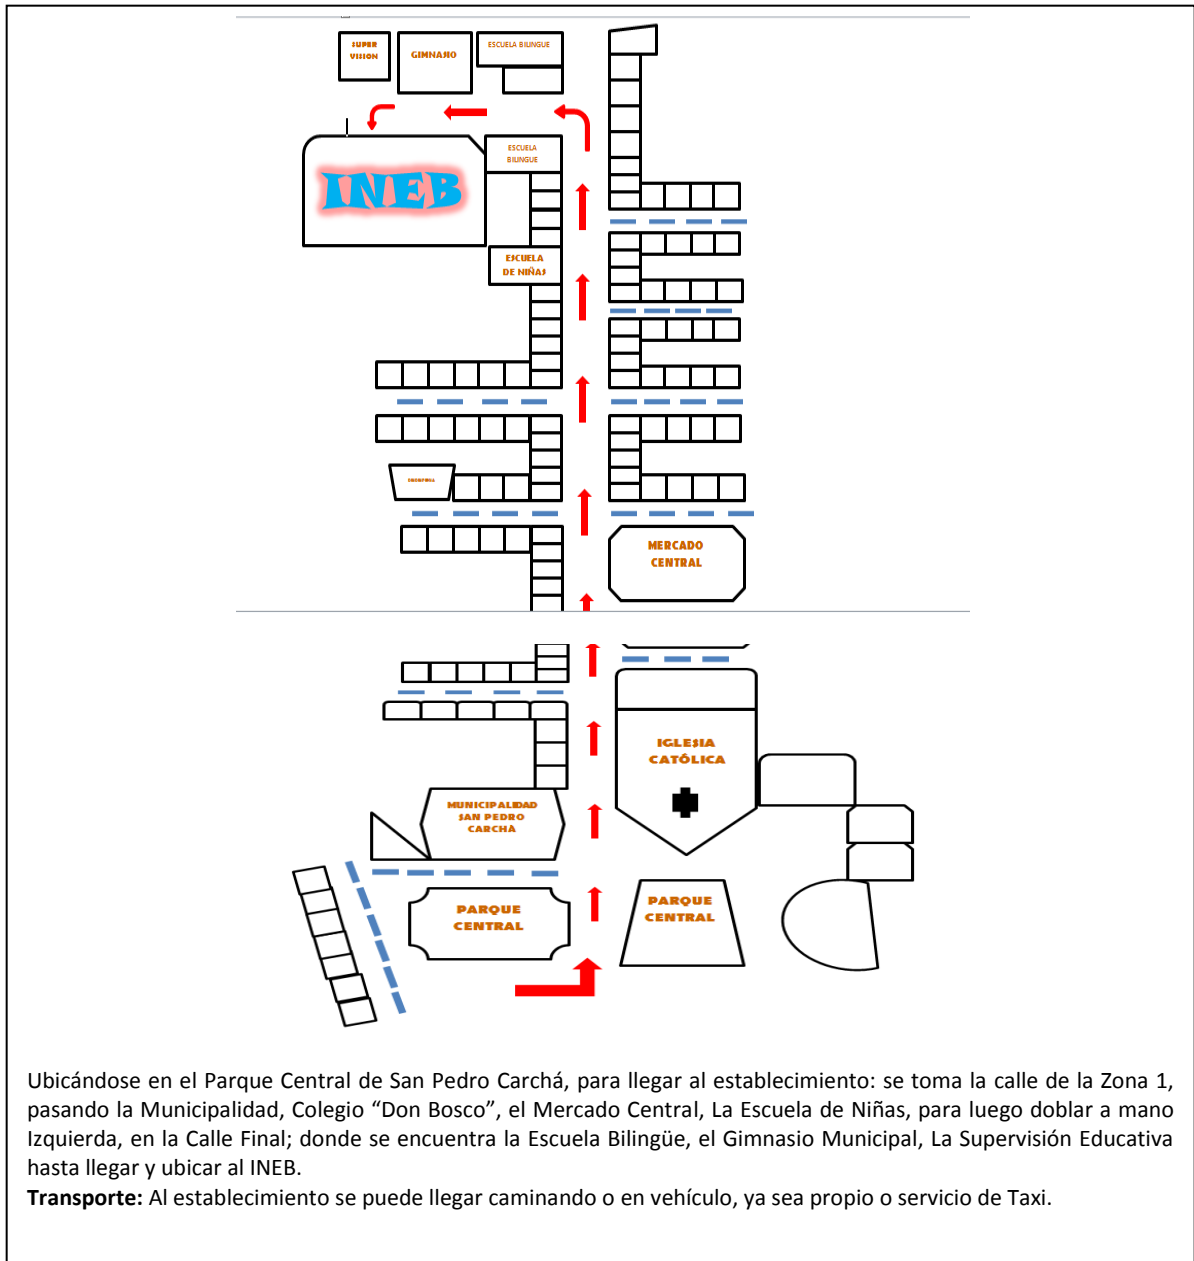 SUPER
VISION
GIMNASIO
ESCUELA BILINGUE
ESCUELA
BILINGUE
INEB
ESCUELA
DE NIÑAS
MERCADO
CENTRAL
IGLESIA
CATÓLICA
MUNICIPALIDAD
SAN PEDRO
CARCHA
PARQUE
CENTRAL
PARQUE
CENTRAL
Ubicándose en el Parque Central de San Pedro Carchá, para llegar al establecimiento: se toma la calle de la Zona 1,
pasando la Municipalidad, Colegio “Don Bosco”, el Mercado Central, La Escuela de Niñas, para luego doblar a mano
Izquierda, en la Calle Final; donde se encuentra la Escuela Bilingüe, el Gimnasio Municipal, La Supervisión Educativa
hasta llegar y ubicar al INEB.
Transporte: Al establecimiento se puede llegar caminando o en vehículo, ya sea propio o servicio de Taxi.